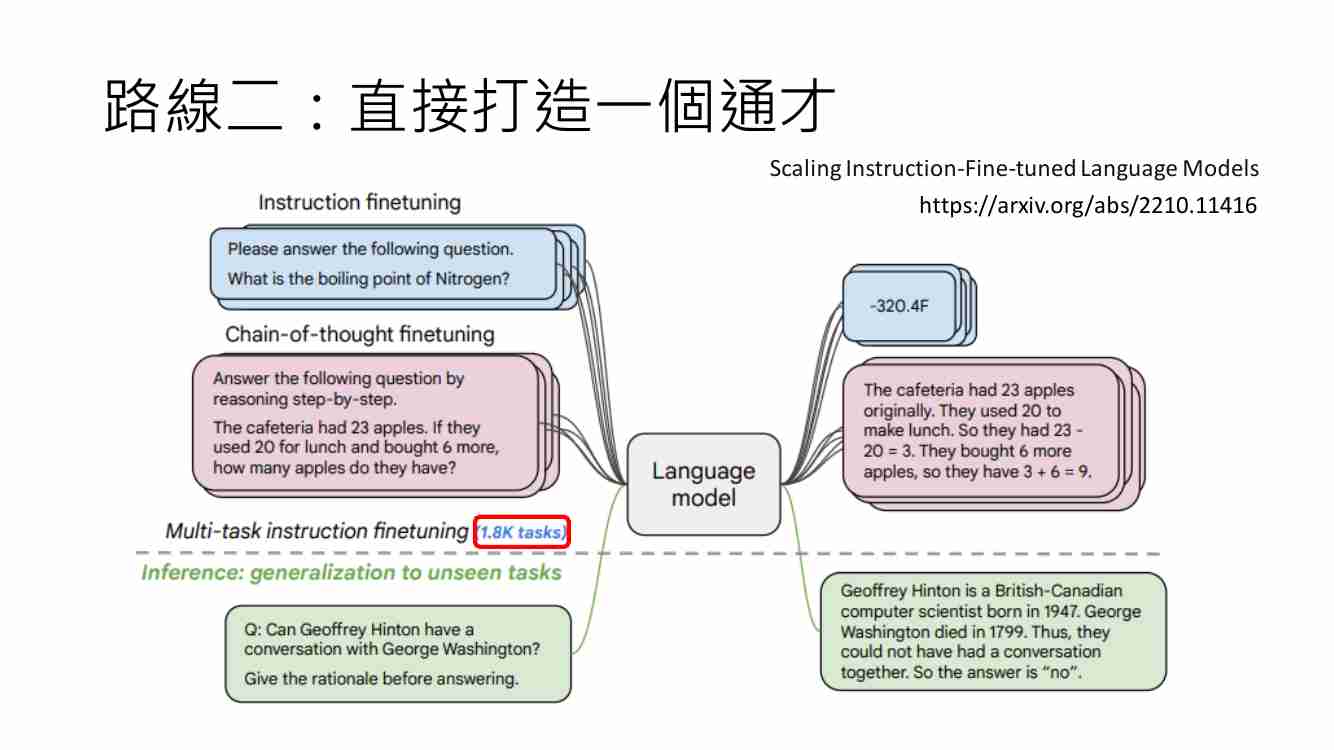 路線二：直接打造一個通才
Scaling Instruction-Fine-tuned Language Models
https://arxiv.org/abs/2210.11416
Instruction finetuning
Please answer the following question.
What is the boiling point of Nitrogen?
-320.4F
Chain-of-thought finetuning
Answer the following question by
reasoning step-by-step.
The cafeteria had 23 apples. If they
used 20 for lunch and bought 6 more,
how many apples do they have?
The cafeteria had 23 apples
originally. They used 20 to
make lunch. So they had 23 -
20 = 3. They bought 6 more
apples, so they have 3 + 6 = 9.
Language
model
Multi-task instruction finetuning (1.8K tasks)
Inference: generalization to unseen tasks
Q: Can Geoffrey Hinton have a
conversation with George Washington?
Give the rationale before answering.
Geoffrey Hinton is a British-Canadian
computer scientist born in 1947. George
Washington died in 1799. Thus, they
could not have had a conversation
together. So the answer is “no”.